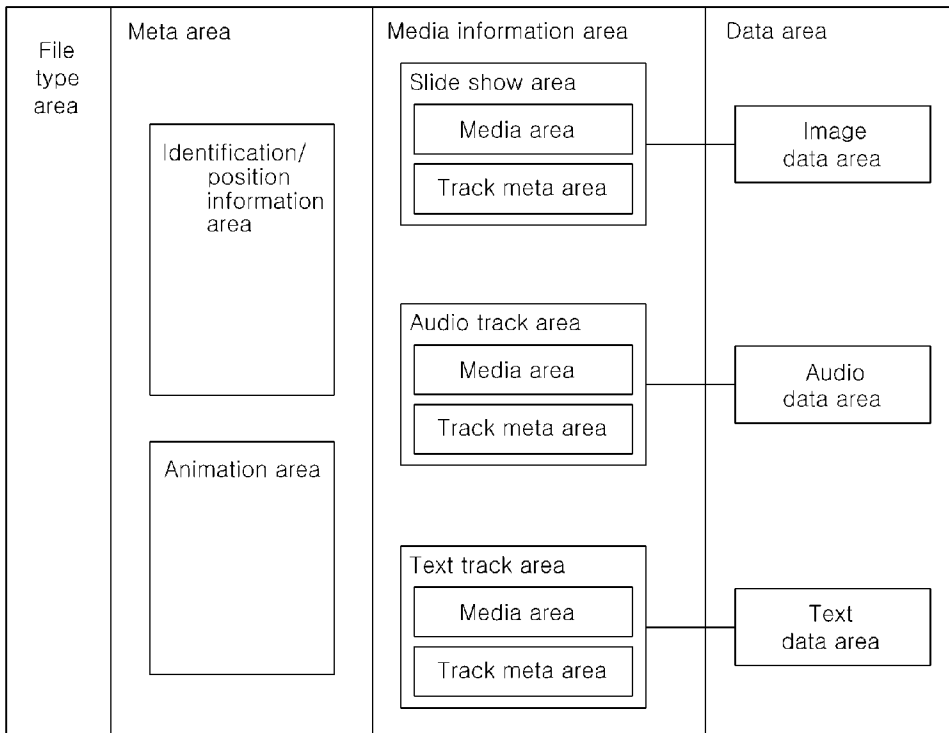 File
type
area
Meta area
Identification/
position
information
area
Animation area
Media information area
Slide show area
Media area
Track meta area
Audio track area
Media area
Track meta area
Text track area
Media area
Track meta area
Data area
Image
data area
Audio
data area
Text
data area